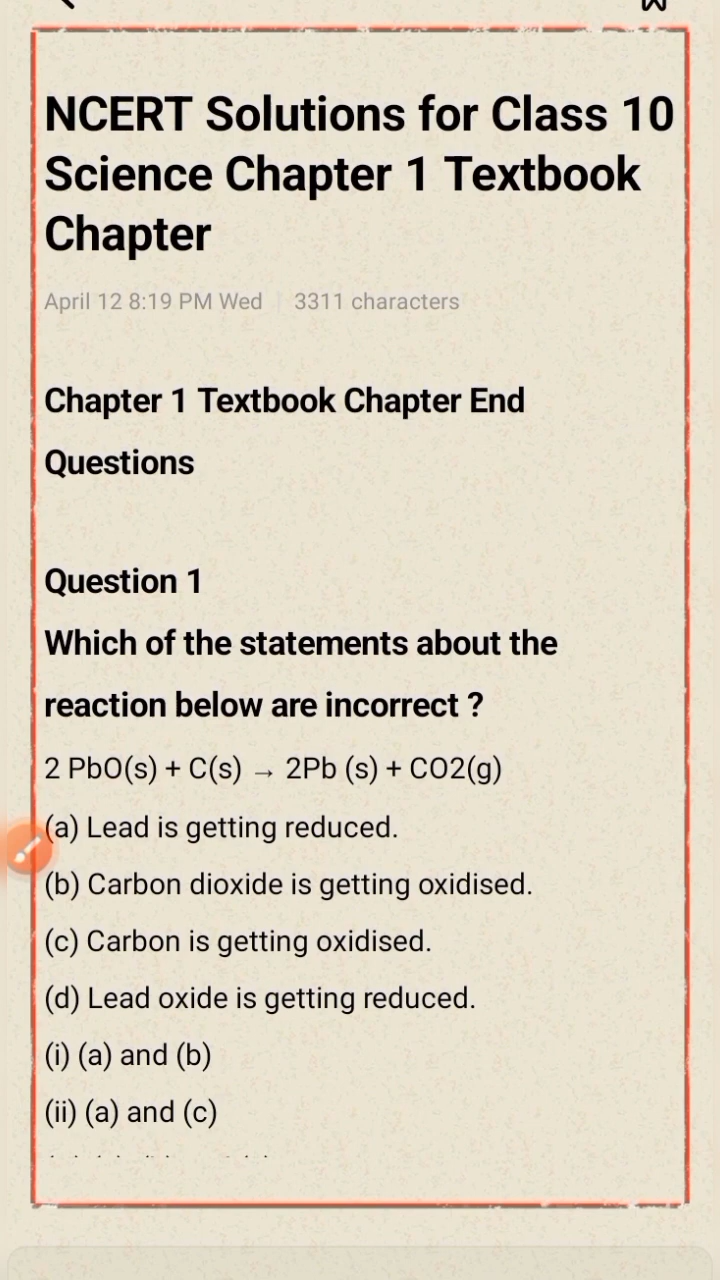 NCERT Solutions for Class 10
Science Chapter 1 Textbook
Chapter
April 12 8:19 PM Wed 3311 characters
Chapter 1 Textbook Chapter End
Questions
Question 1
Which of the statements about the
reaction below are incorrect ?
2 PbO(s) + C(s) → 2Pb (s) + CO2(g)
(a) Lead is getting reduced.
(b) Carbon dioxide is getting oxidised.
(c) Carbon is getting oxidised.
(d) Lead oxide is getting reduced.
(i) (a) and (b)
(ii) (a) and (c)